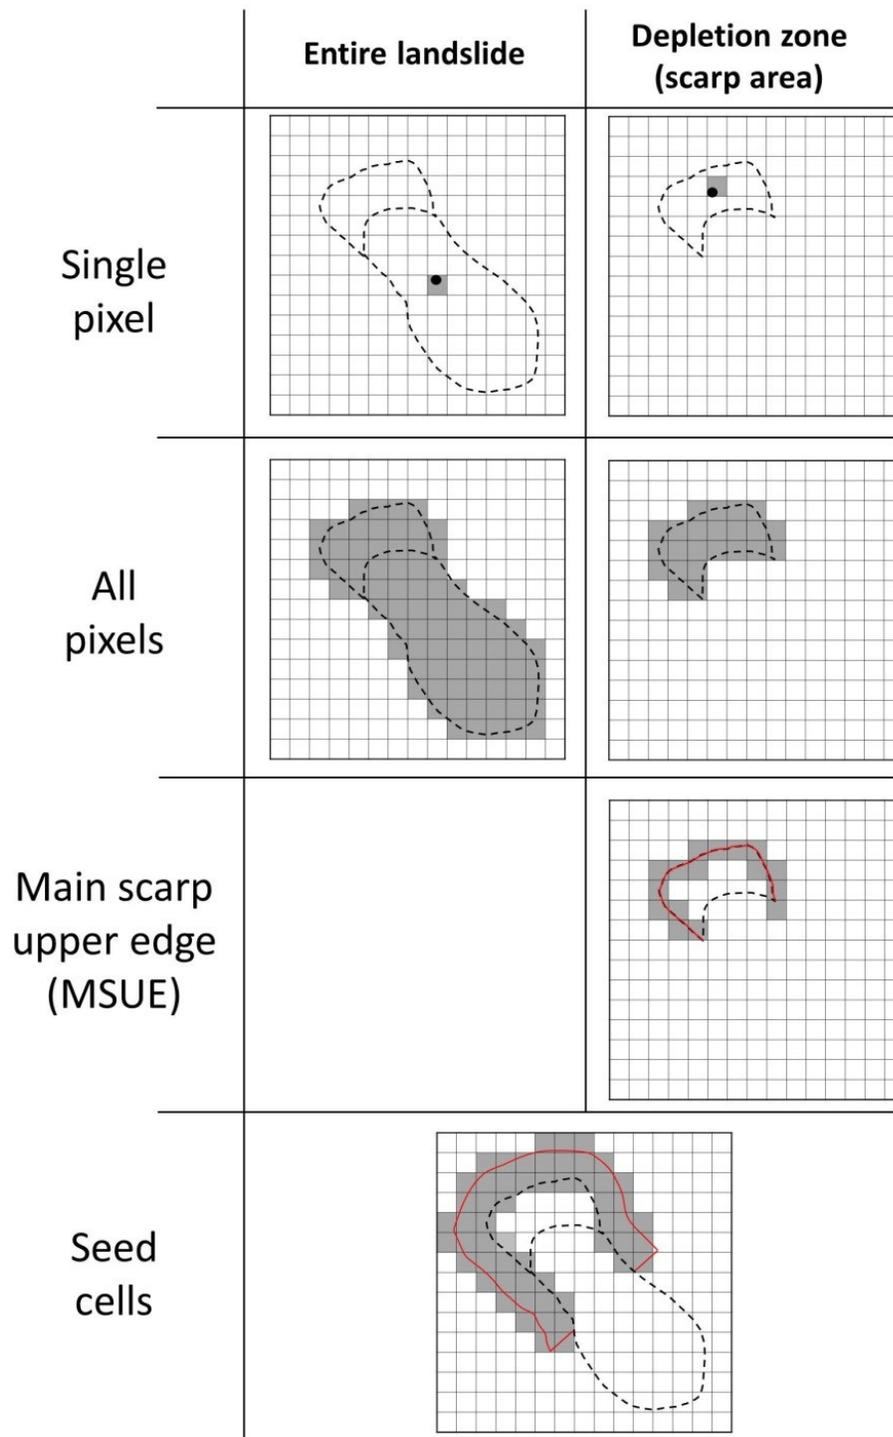 Entire landslide
Depletion zone
(scarp area)
Single
pixel
All
pixels
Main scarp
upper edge
(MSUE)
Seed
cells